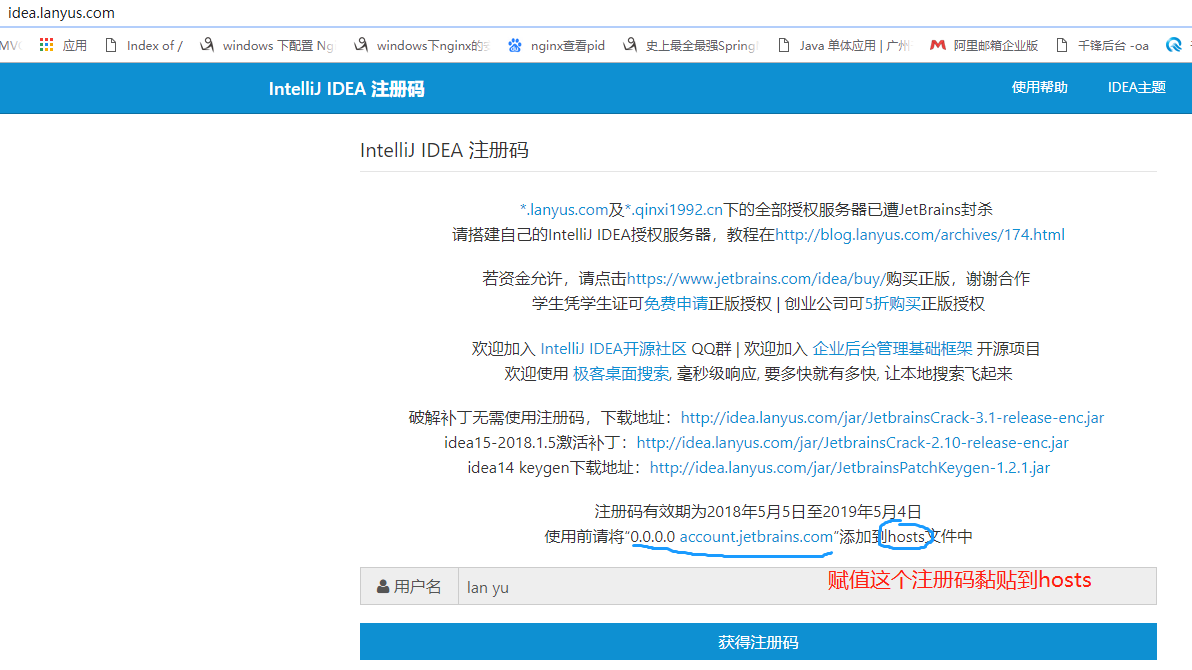 idea.lanyus.com
MVC
应用
Index of /
windows 下配置 Ng
windows下nginx的
nginx查看pid
史上最全最强Spring
Java 单体应用 | 广州
阿里邮箱企业版
千锋后台 -oa
IntelliJ IDEA 注册码
使用帮助
IDEA主题
IntelliJ IDEA 注册码
*.lanyus.com及*.qinxi1992.cn下的全部授权服务器已遭JetBrains封杀
请搭建自己的IntelliJ IDEA授权服务器，教程在http://blog.lanyus.com/archives/174.html
若资金允许，请点击https://www.jetbrains.com/idea/buy/购买正版，谢谢合作
学生凭学生证可免费申请正版授权 | 创业公司可5折购买正版授权
欢迎加入 IntelliJ IDEA开源社区 QQ群 | 欢迎加入 企业后台管理基础框架 开源项目
欢迎使用 极客桌面搜索, 毫秒级响应, 要多快就有多快, 让本地搜索飞起来
破解补丁无需使用注册码，下载地址：http://idea.lanyus.com/jar/JetbrainsCrack-3.1-release-enc.jar
idea15-2018.1.5激活补丁：http://idea.lanyus.com/jar/JetbrainsCrack-2.10-release-enc.jar
idea14 keygen下载地址：http://idea.lanyus.com/jar/JetbrainsPatchKeygen-1.2.1.jar
注册码有效期为2018年5月5日至2019年5月4日
使用前请将“0.0.0.0 account.jetbrains.com”添加到hosts文件中
用户名
lan yu
赋值这个注册码黏贴到hosts
获得注册码